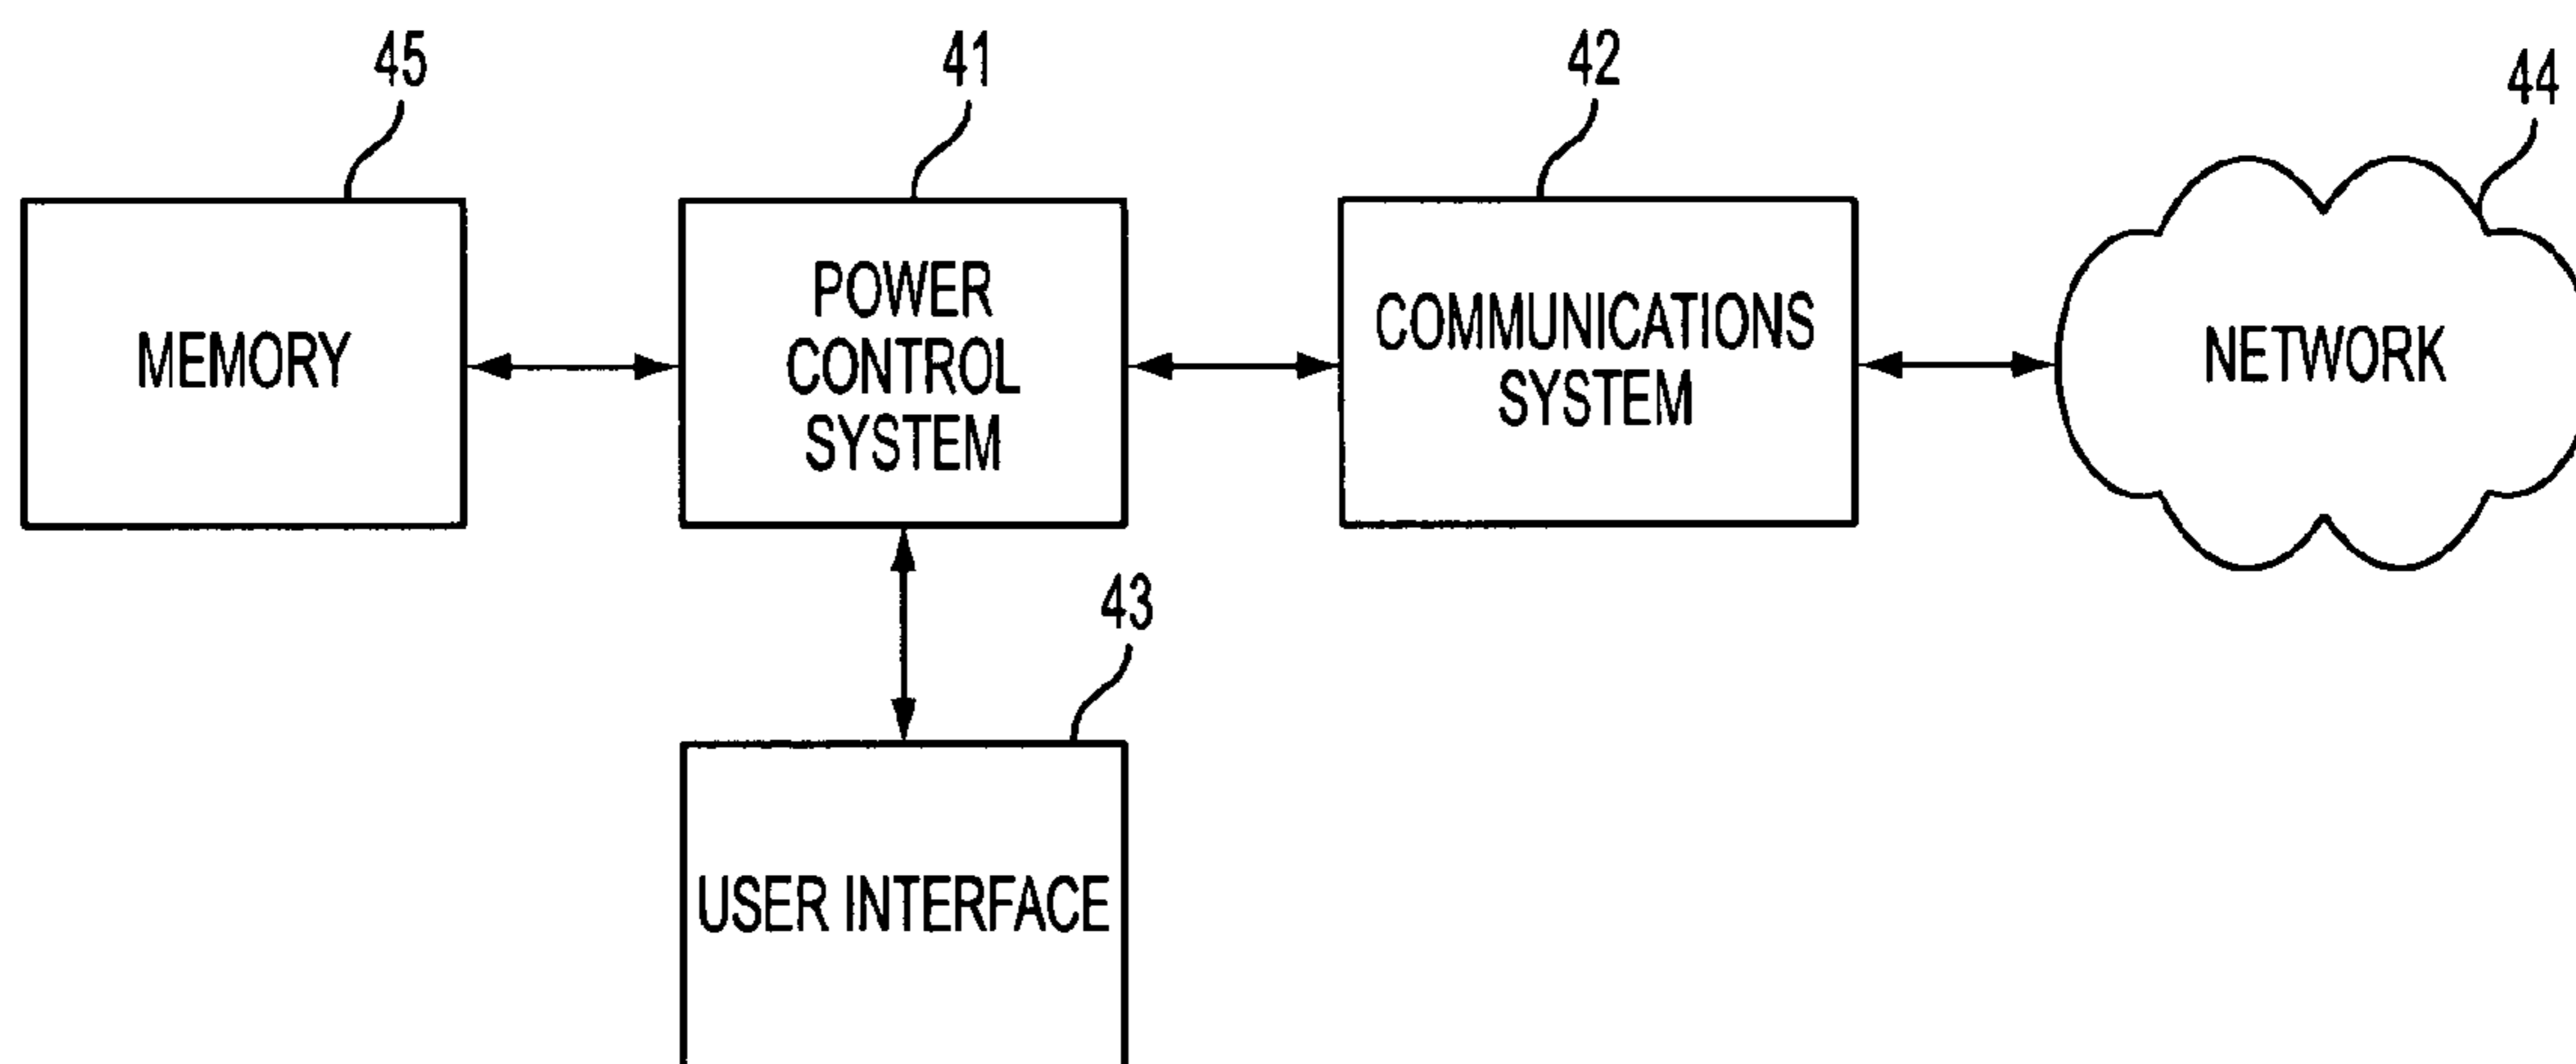 45
41
42
44
MEMORY
POWER
CONTROL
SYSTEM
COMMUNICATIONS
SYSTEM
NETWORK
43
USER INTERFACE